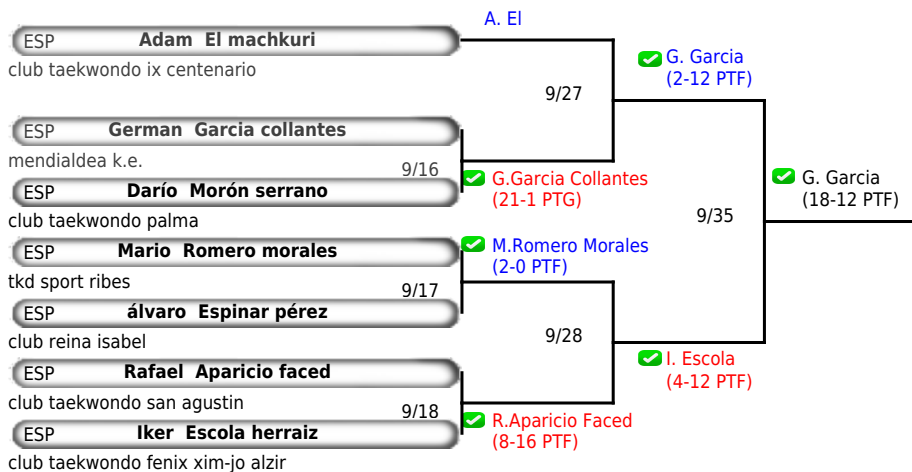 A. El
ESP Adam El machkuri
club taekwondo ix centenario
G. Garcia
(2-12 PTF)
9/27
ESP German Garcia collantes
mendialdea k.e.
9/16
G.Garcia Collantes
(21-1 PTG)
G. Garcia
(18-12 PTF)
ESP Darío Morón serrano
club taekwondo palma
9/35
ESP Mario Romero morales
M.Romero Morales
(2-0 PTF)
tkd sport ribes
9/17
ESP álvaro Espinar pérez
club reina isabel
9/28
I. Escola
(4-12 PTF)
ESP Rafael Aparicio faced
club taekwondo san agustin
9/18
R.Aparicio Faced
(8-16 PTF)
ESP Iker Escola herraiz
club taekwondo fenix xim-jo alzir